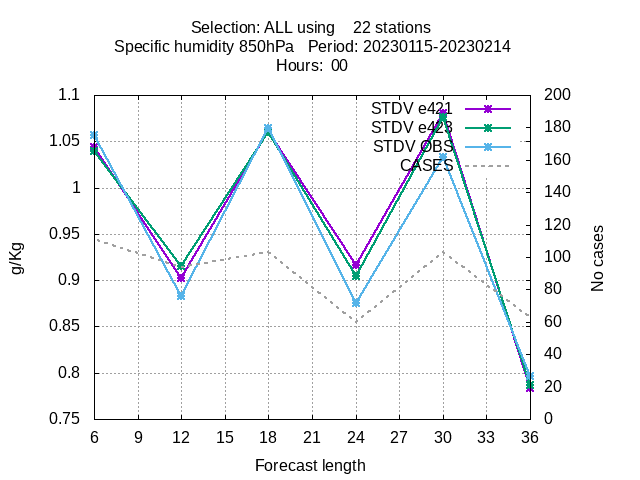 Selection: ALL using    22 stations
Specific humidity 850hPa   Period: 20230115-20230214
Hours:  00
1.1
1.05
1
0.95
0.9
0.85
0.8
0.75
g/Kg
STDV e421
STDV e423
STDV OBS
CASES
200
180
160
140
120
100
80
60
40
20
0
No cases
6 9 12 15 18 21 24 27 30 33 36
Forecast length